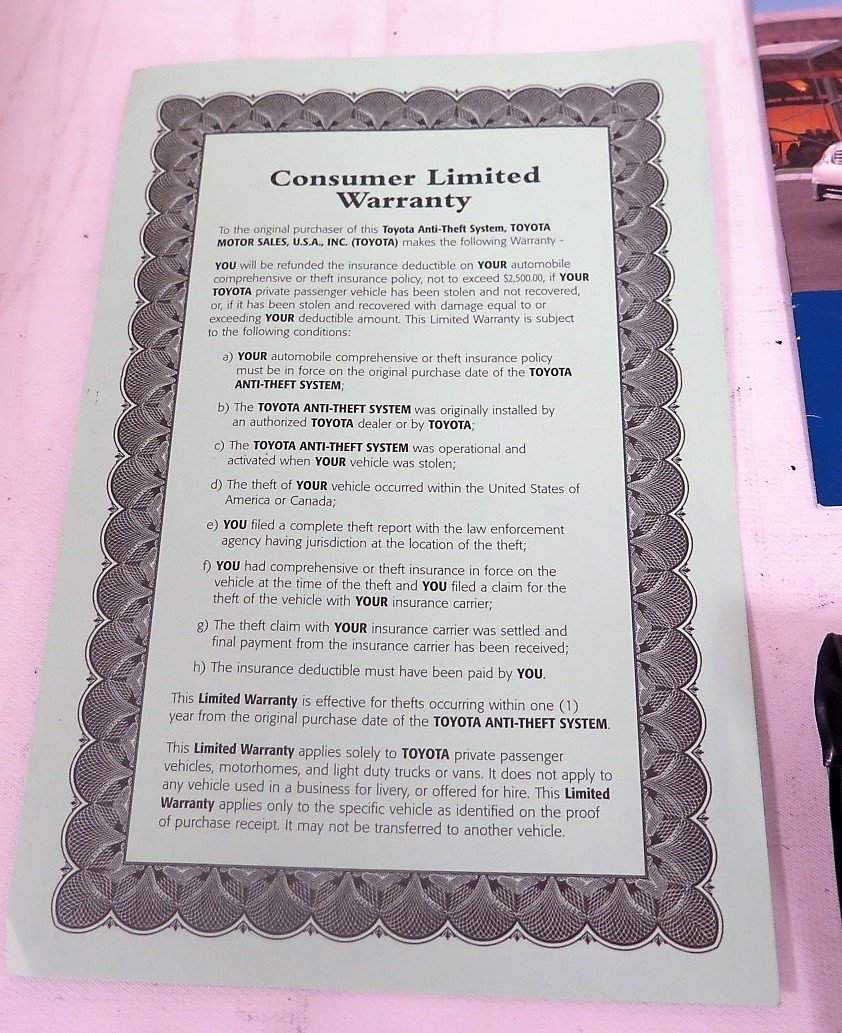 Consumer Limited
Warranty
To the original purchaser of this Toyota Anti-Theft System, TOYOTA
MOTOR SALES, U.S.A., INC. (TOYOTA) makes the following Warranty -
YOU will be refunded the insurance deductible on YOUR automobile
comprehensive or theft insurance policy, not to exceed $2,500.00, if YOUR
TOYOTA private passenger vehicle has been stolen and not recovered,
or, if it has been stolen and recovered with damage equal to or
exceeding YOUR deductible amount. This Limited Warranty is subject
to the following conditions:
a) YOUR automobile comprehensive or theft insurance policy
must be in force on the original purchase date of the TOYOTA
ANTI-THEFT SYSTEM;
b) The TOYOTA ANTI-THEFT SYSTEM was originally installed by
an authorized TOYOTA dealer or by TOYOTA;
c) The TOYOTA ANTI-THEFT SYSTEM was operational and
activated when YOUR vehicle was stolen;
d) The theft of YOUR vehicle occurred within the United States of
America or Canada;
e) YOU filed a complete theft report with the law enforcement
agency having jurisdiction at the location of the theft;
f) YOU had comprehensive or theft insurance in force on the
vehicle at the time of the theft and YOU filed a claim for the
theft of the vehicle with YOUR insurance carrier;
g) The theft claim with YOUR insurance carrier was settled and
final payment from the insurance carrier has been received;
h) The insurance deductible must have been paid by YOU.
This Limited Warranty is effective for thefts occurring within one (1)
year from the original purchase date of the TOYOTA ANTI-THEFT SYSTEM.
This Limited Warranty applies solely to TOYOTA private passenger
vehicles, motorhomes, and light duty trucks or vans. It does not apply to
any vehicle used in a business for livery, or offered for hire. This Limited
Warranty applies only to the specific vehicle as identified on the proof
of purchase receipt. It may not be transferred to another vehicle.